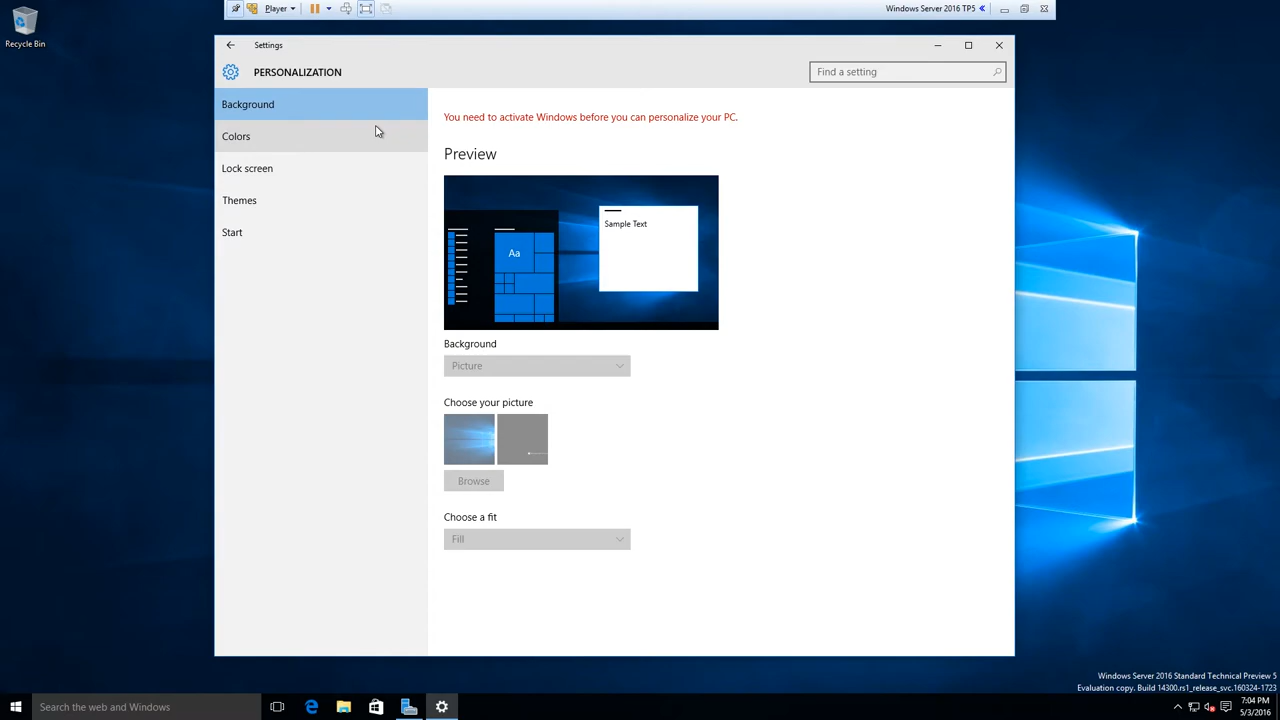 Player
Windows Server 2016 TP5
Recycle Bin
Settings
PERSONALIZATION
Find a setting
Background
Colors
Lock screen
Themes
Start
You need to activate Windows before you can personalize your PC.
Preview
Sample Text
Aa
Background
Picture
Choose your picture
Browse
Choose a fit
Fill
Windows Server 2016 Standard Technical Preview 5
Evaluation copy. Build 14300.rs1_release_svc.160324-1723
Search the web and Windows
7:04 PM
5/3/2016